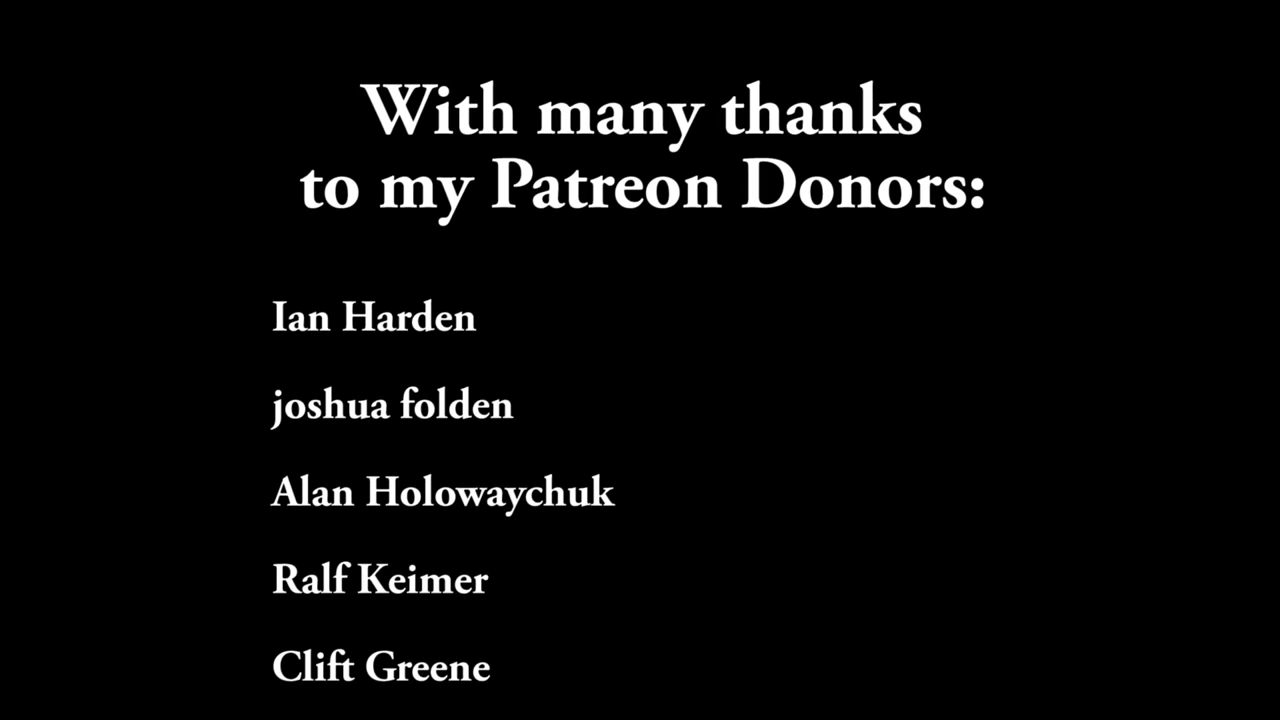 With many thanks
to my Patreon Donors:
Ian Harden
joshua folden
Alan Holowaychuk
Ralf Keimer
Clift Greene